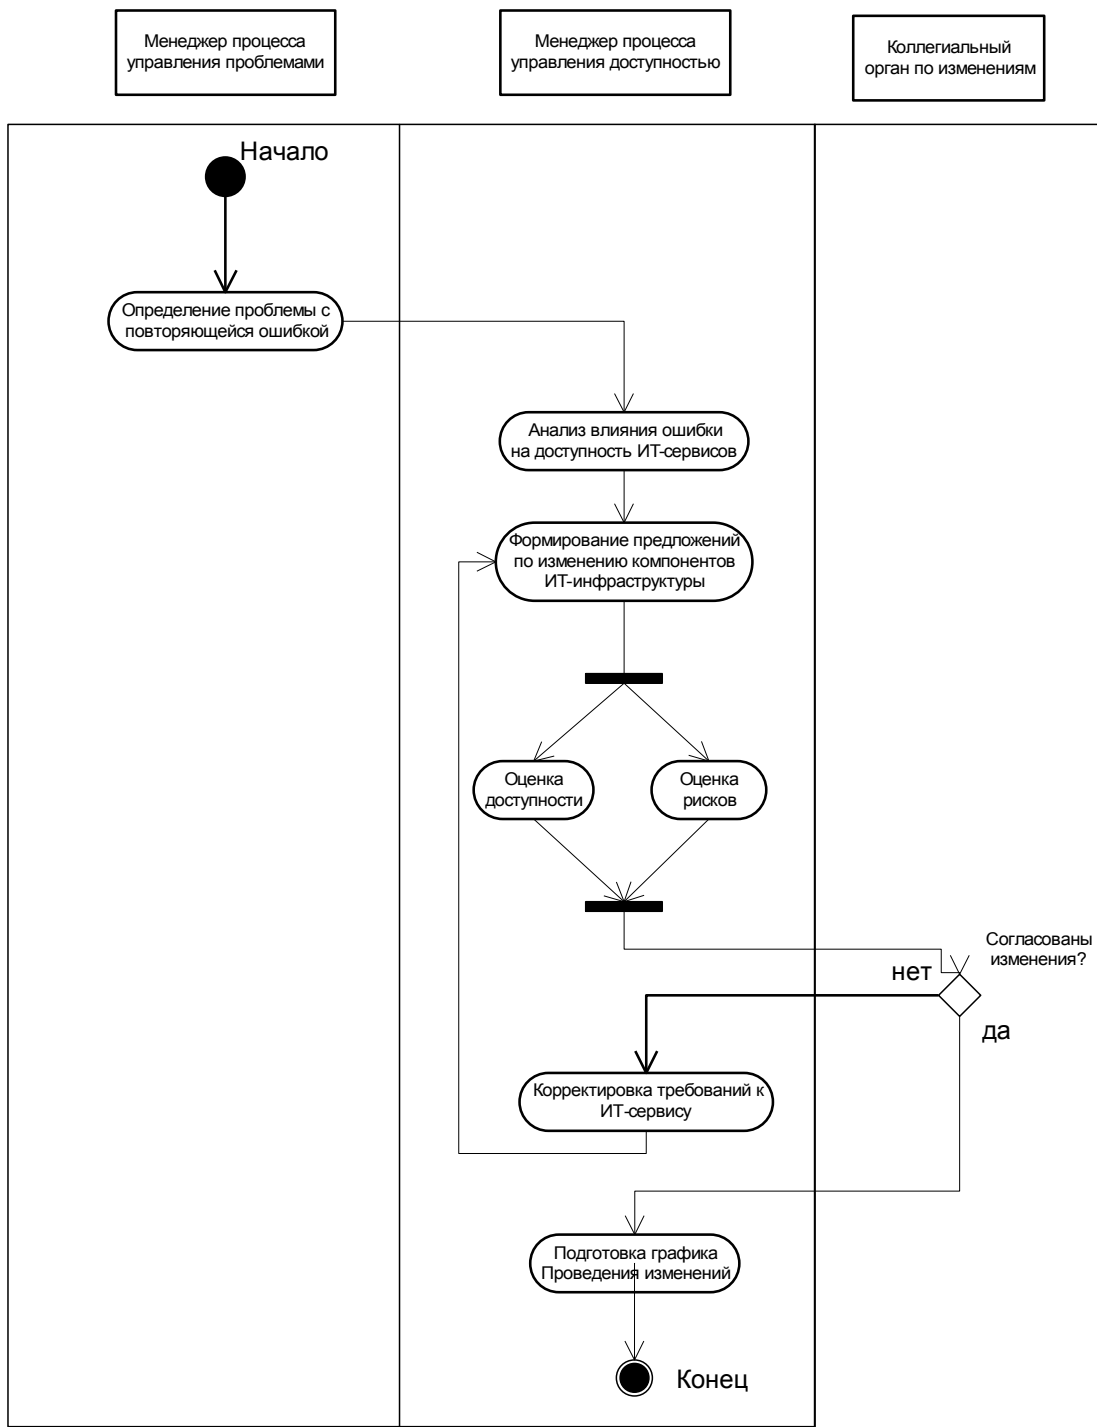 Менеджер процесса
управления проблемами
Менеджер процесса
управления доступностью
Коллегиальный
орган по изменениям
Начало
Определение проблемы с
повторяющейся ошибкой
Анализ влияния ошибки
на доступность ИТ-сервисов
Формирование предложений
по изменению компонентов
ИТ-инфраструктуры
Оценка
доступности
Оценка
рисков
Согласованы
изменения?
нет
да
Корректировка требований к
ИТ-сервису
Подготовка графика
Проведения изменений
Конец